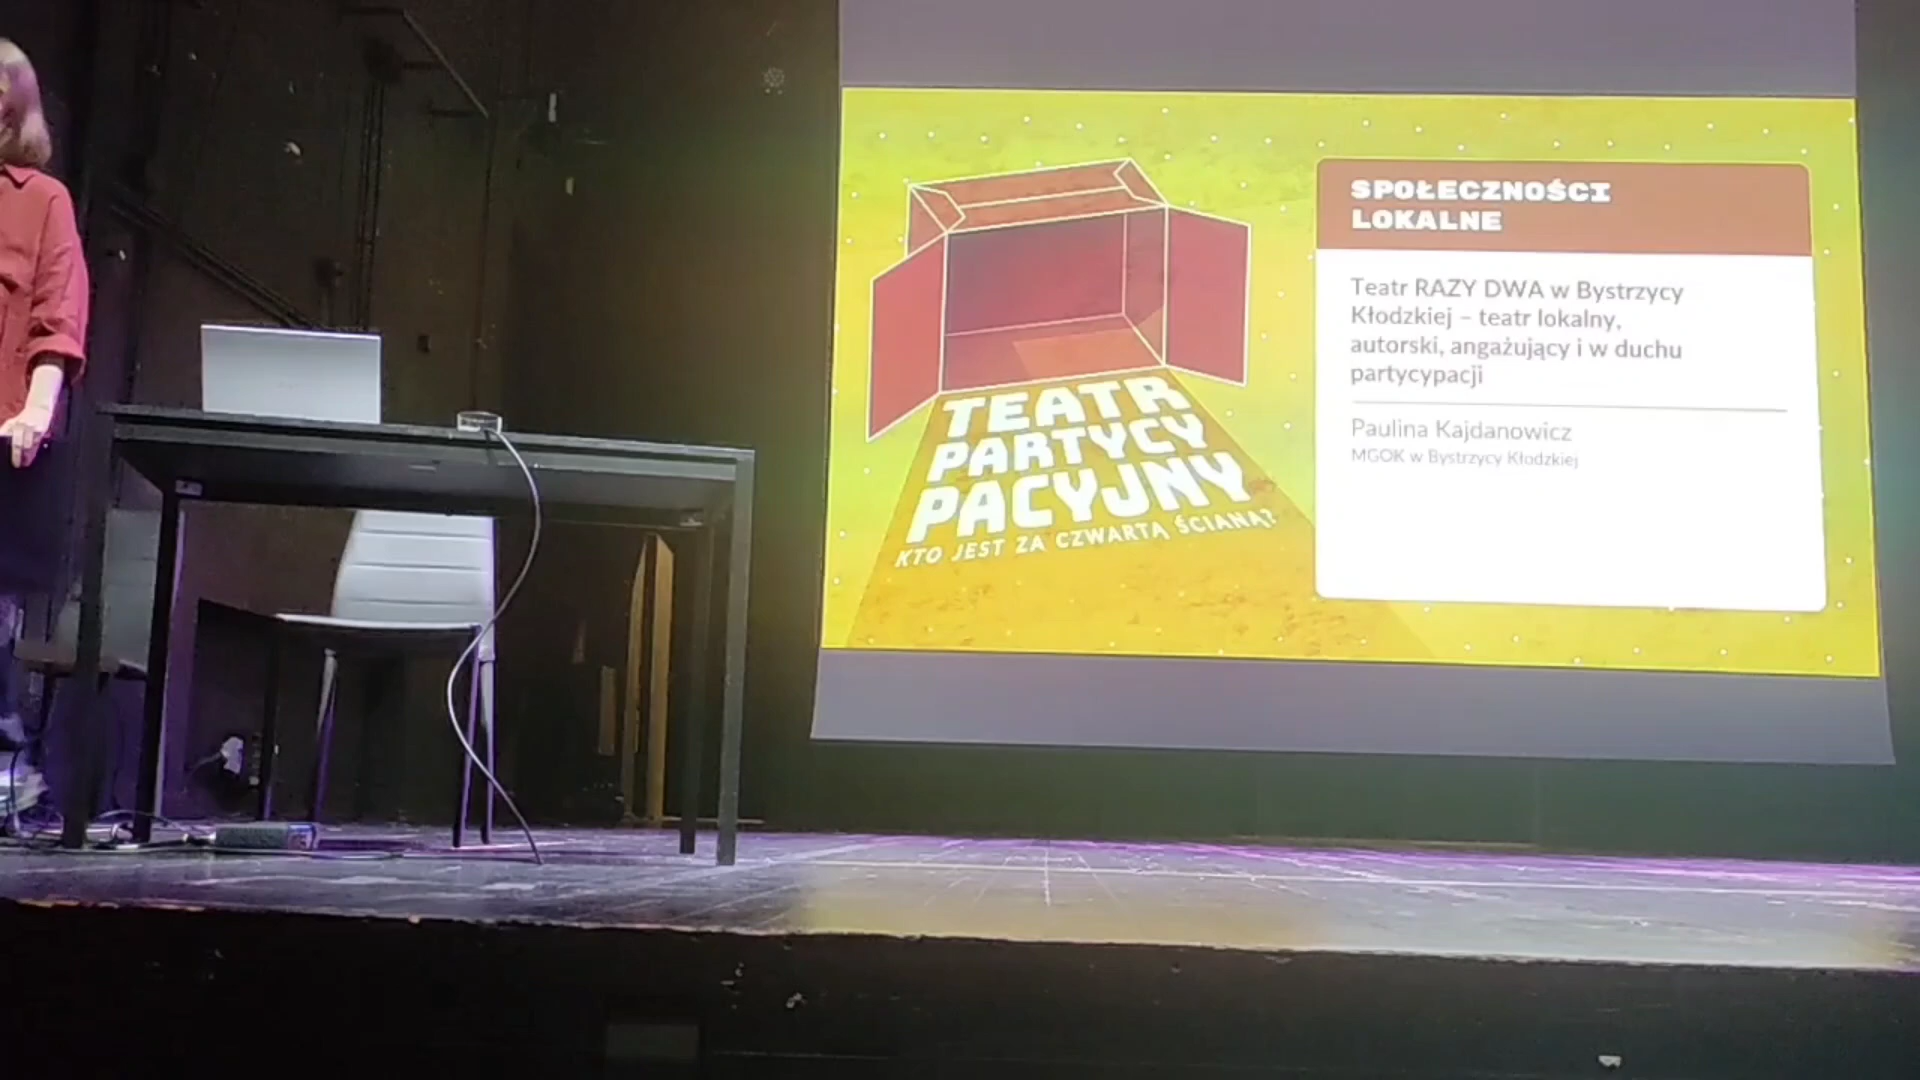 TEATR
PARTYCY
PACYJNY
KTO JEST ZA CZWARTĄ ŚCIANĄ?
SPOŁECZNOŚCI
LOKALNE
Teatr RAZY DWA w Bystrzycy
Kłodzkiej – teatr lokalny,
autorski, angażujący i w duchu
partycypacji
Paulina Kajdanowicz
MGOK w Bystrzycy Kłodzkiej